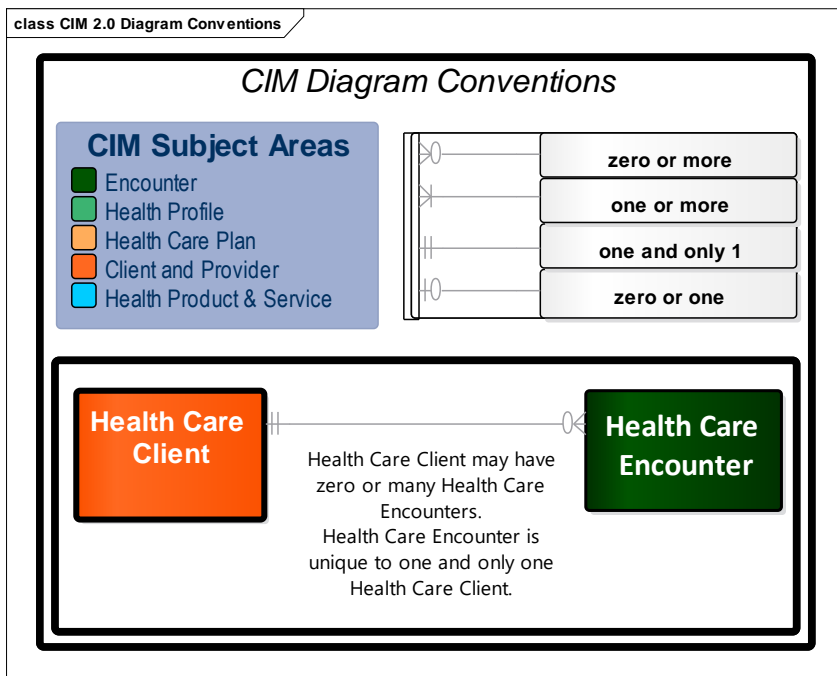 class CIM 2.0 Diagram Conventions
CIM Diagram Conventions
CIM Subject Areas
Encounter
Health Profile
Health Care Plan
Client and Provider
Health Product & Service
zero or more
one or more
one and only 1
zero or one
Health Care
Client
Health Care Client may have
zero or many Health Care
Encounters.
Health Care Encounter is
unique to one and only one
Health Care Client.
Health Care
Encounter